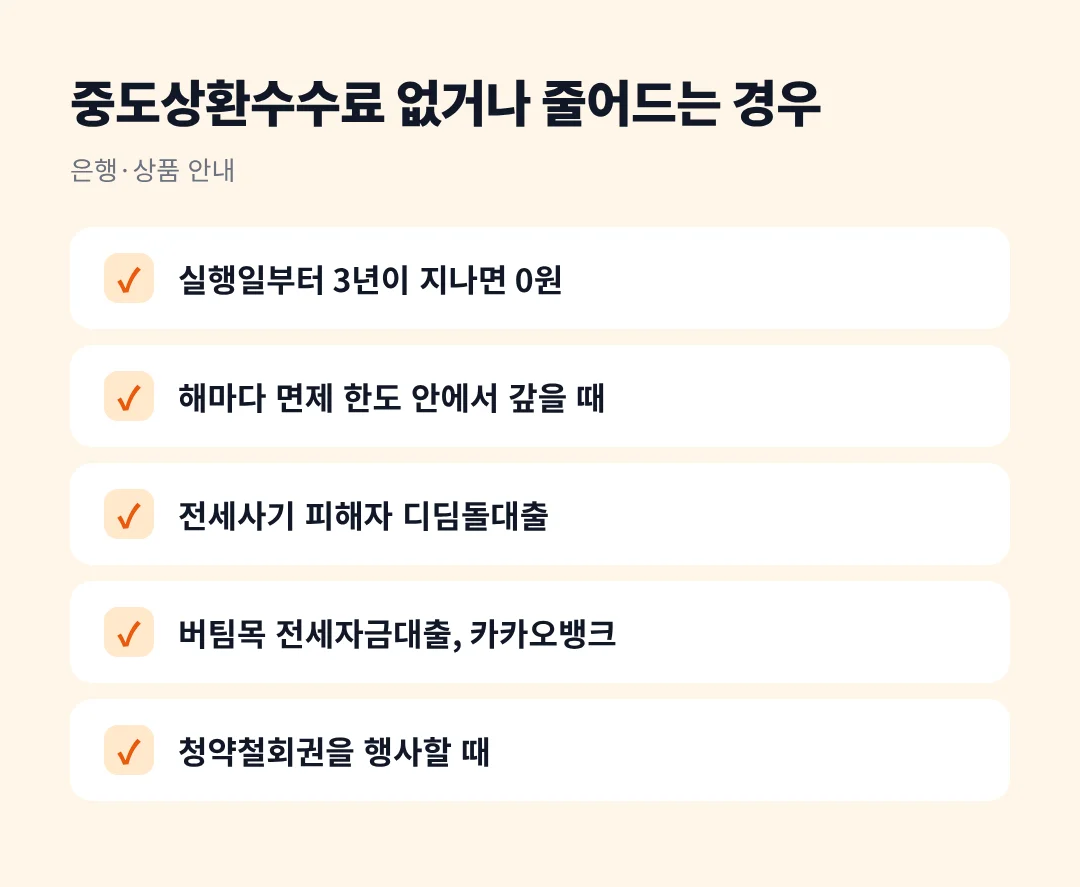 중도상환수수료 없거나 줄어드는 경우
은행·상품 안내
실행일부터 3년이 지나면 0원
해마다 면제 한도 안에서 갚을 때
전세사기 피해자 디딤돌대출
버팀목 전세자금대출, 카카오뱅크
청약철회권을 행사할 때